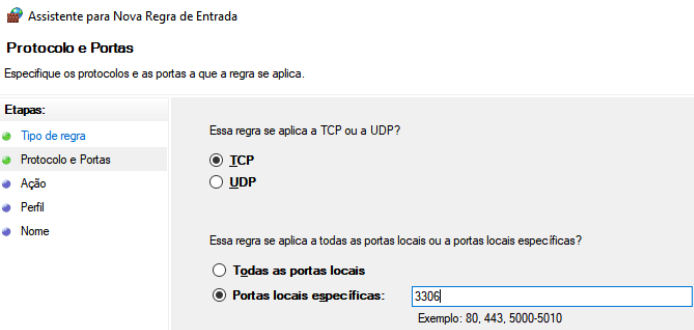 Assistente para Nova Regra de Entrada
Protocolo e Portas
Especifique os protocolos e as portas a que a regra se aplica.
Etapas:
Tipo de regra
Protocolo e Portas
Ação
Perfil
Nome
Essa regra se aplica a TCP ou a UDP?
TCP
UDP
Essa regra se aplica a todas as portas locais ou a portas locais específicas?
Todas as portas locais
Portas locais específicas: 3306
Exemplo: 80, 443, 5000-5010